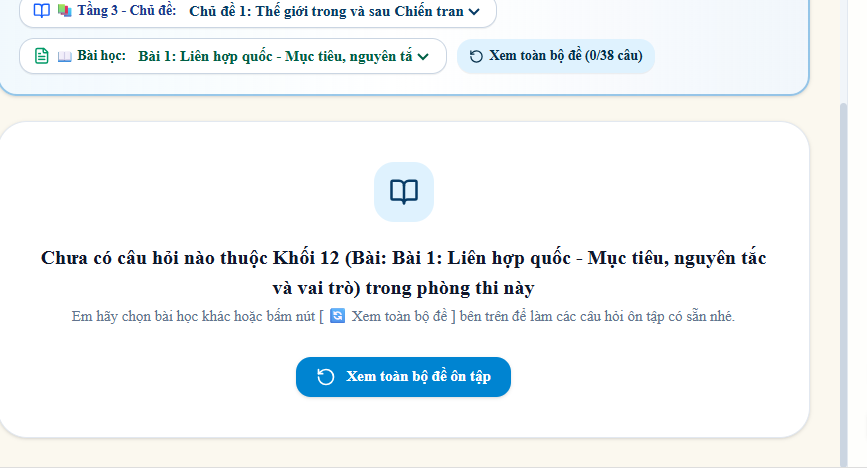 Tầng 3 - Chủ đề: Chủ đề 1: Thế giới trong và sau Chiến tran
Bài học: Bài 1: Liên hợp quốc - Mục tiêu, nguyên tắ
Xem toàn bộ đề (0/38 câu)
Chưa có câu hỏi nào thuộc Khối 12 (Bài: Bài 1: Liên hợp quốc - Mục tiêu, nguyên tắc
và vai trò) trong phòng thi này
Em hãy chọn bài học khác hoặc bấm nút [ 🔄 Xem toàn bộ đề ] bên trên để làm các câu hỏi ôn tập có sẵn nhé.
Xem toàn bộ đề ôn tập